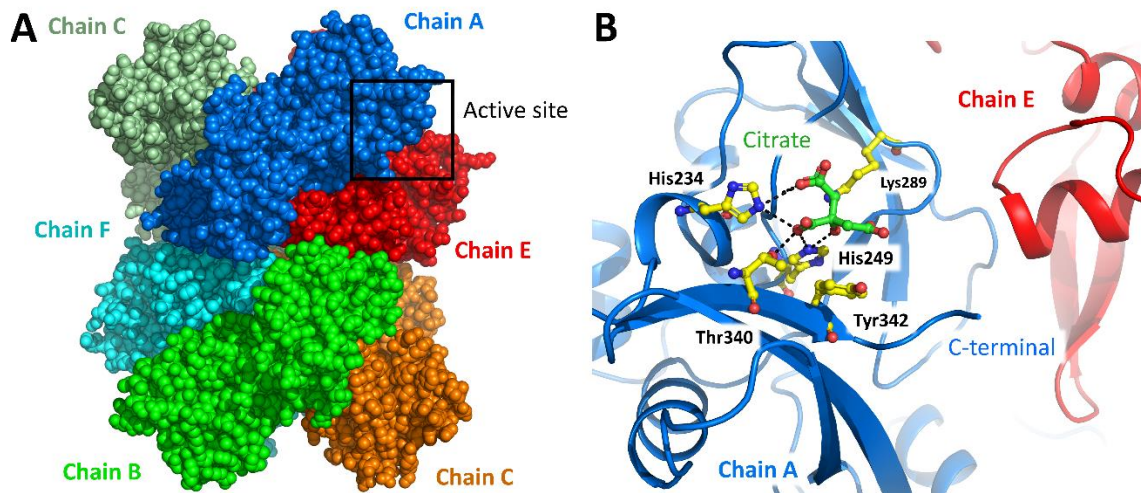 A
Chain C
Chain A
Active site
Chain F
Chain E
Chain B
Chain C
B
Chain E
Citrate
His234
Lys289
His249
Tyr342
Thr340
C-terminal
Chain A